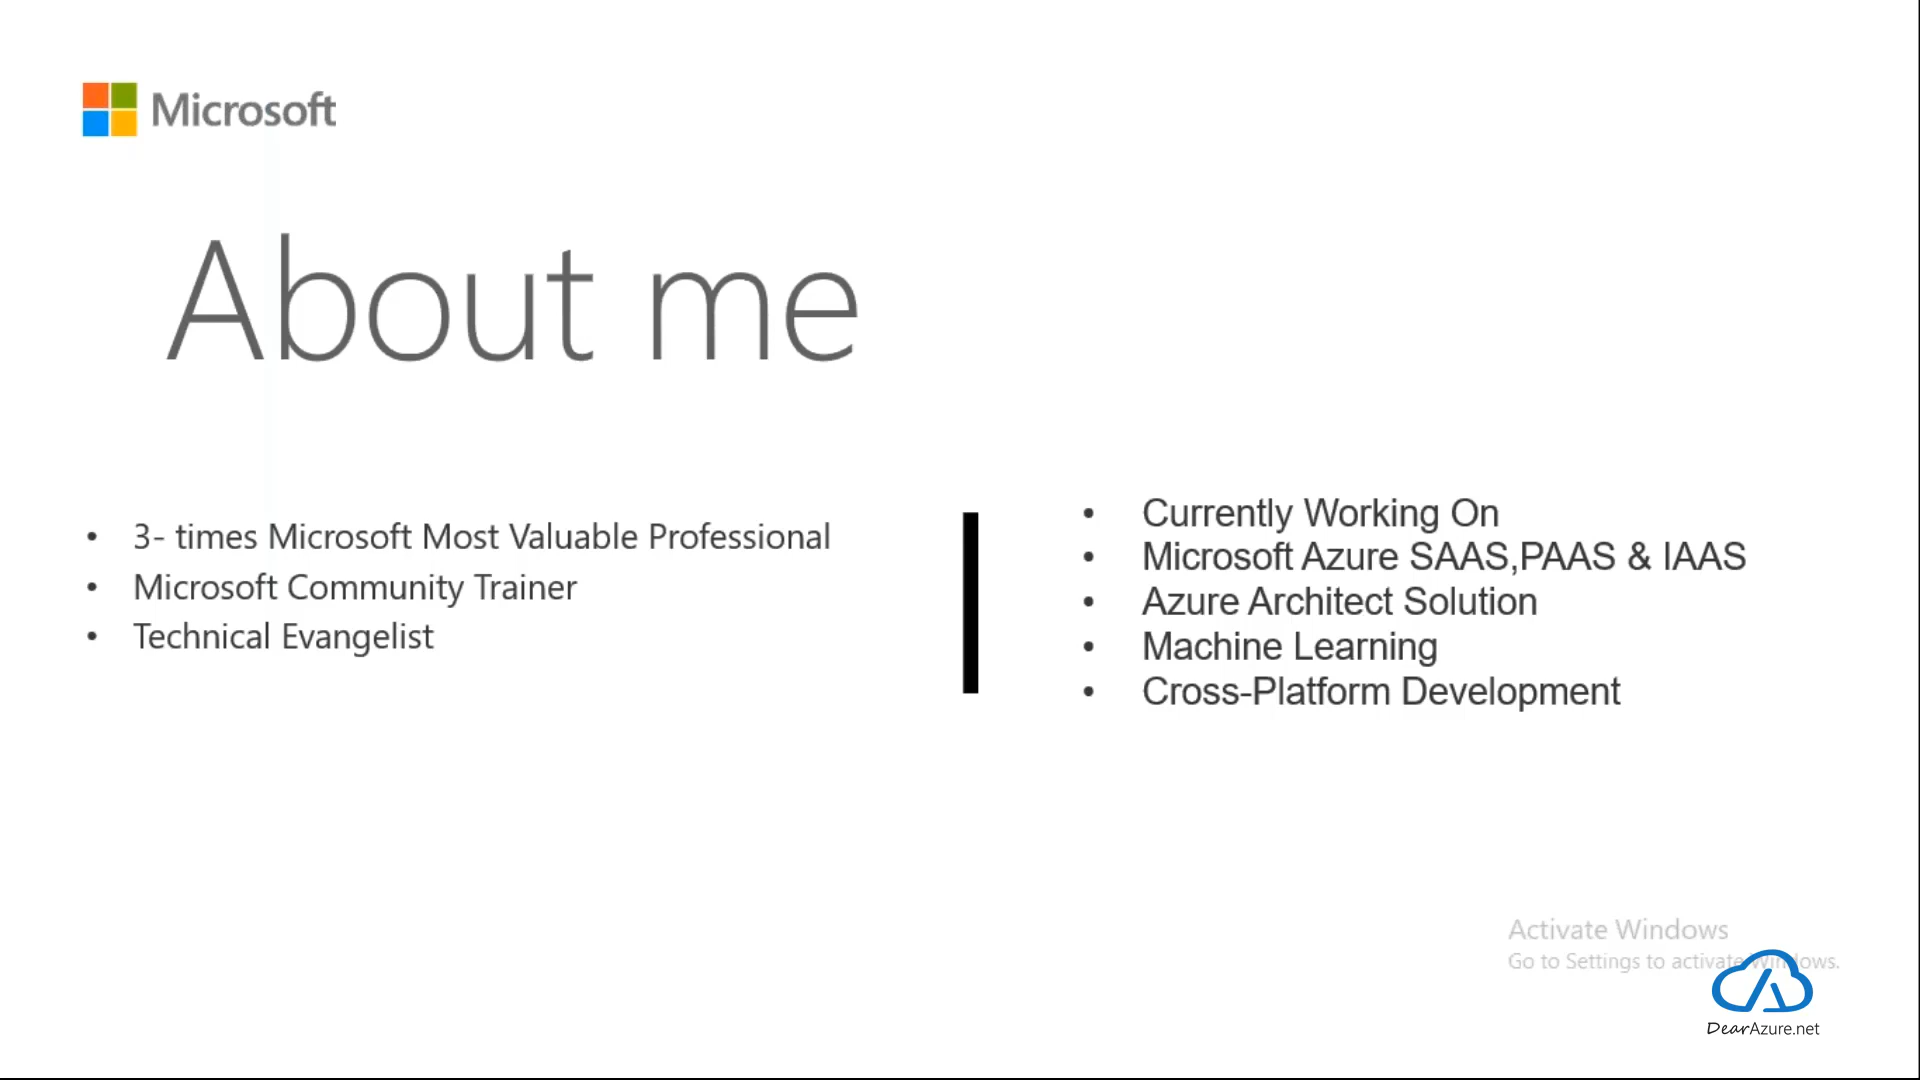 Microsoft
About me
• 3- times Microsoft Most Valuable Professional
• Microsoft Community Trainer
• Technical Evangelist
• Currently Working On
• Microsoft Azure SAAS,PAAS & IAAS
• Azure Architect Solution
• Machine Learning
• Cross-Platform Development
Activate Windows
Go to Settings to activate Windows.
DearAzure.net